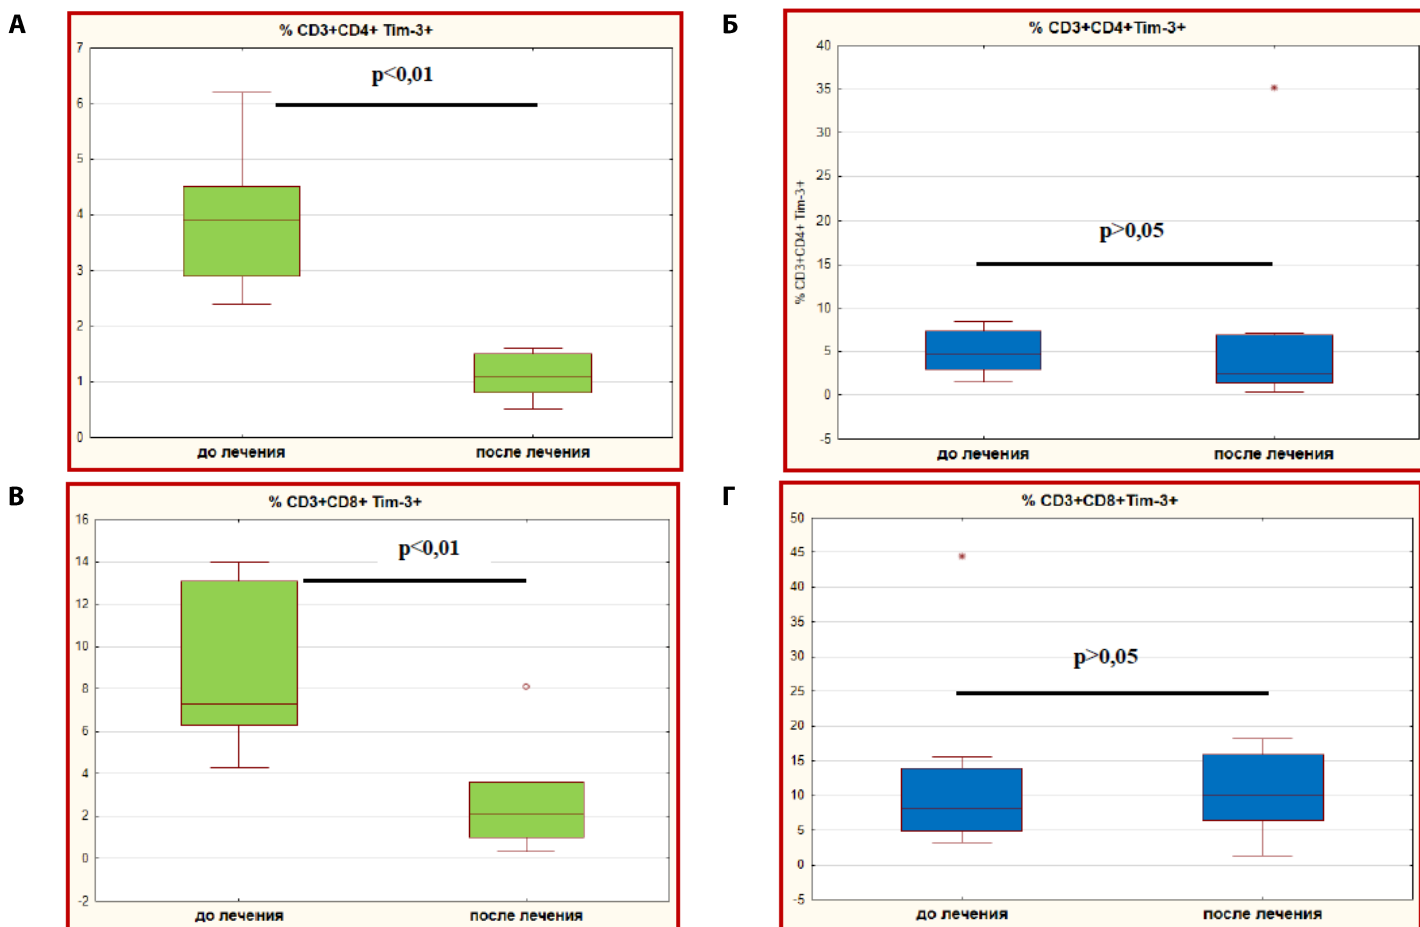 А
% CD3+CD4+ Tim-3+
7
6
5
4
3
2
1
0
p<0,01
до лечения
после лечения
Б
% CD3+CD4+Tim-3+
% CD3+CD4+ Tim-3+
40
35
30
25
20
15
10
5
0
-5
p>0,05
до лечения
после лечения
В
% CD3+CD8+ Tim-3+
16
14
12
10
8
6
4
2
0
-2
p<0,01
до лечения
после лечения
Г
% CD3+CD8+Tim-3+
50
45
40
35
30
25
20
15
10
5
0
-5
p>0,05
до лечения
после лечения